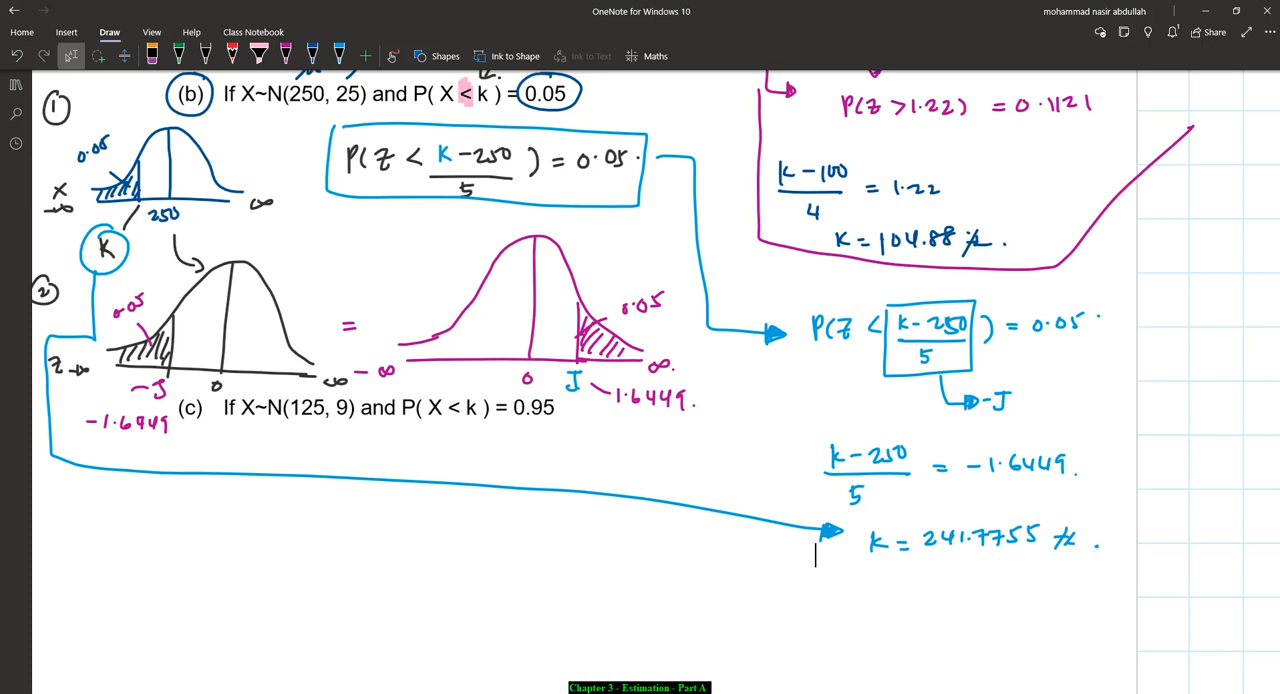 OneNote for Windows 10
mohammad nasir abdullah
Home Insert Draw View Help Class Notebook
Shapes Ink to Shape Ink to Text Maths Share
① (b) If X~N(250, 25) and P( X < k ) = 0.05
0.05
X -∞ 250 ∞
K
P(Z < K-250/5) = 0.05.
P(Z > 1.22) = 0.1121
K-100/4 = 1.22
K = 104.88 //.
②
0.05
Z -∞ -J 0 ∞
-1.6449
=
0.05
-∞ 0 J ∞.
1.6449.
P(Z < K-250/5) = 0.05.
-J
(c) If X~N(125, 9) and P( X < k ) = 0.95
K-250/5 = -1.6449.
K = 241.7755 //.
Chapter 3 - Estimation - Part A